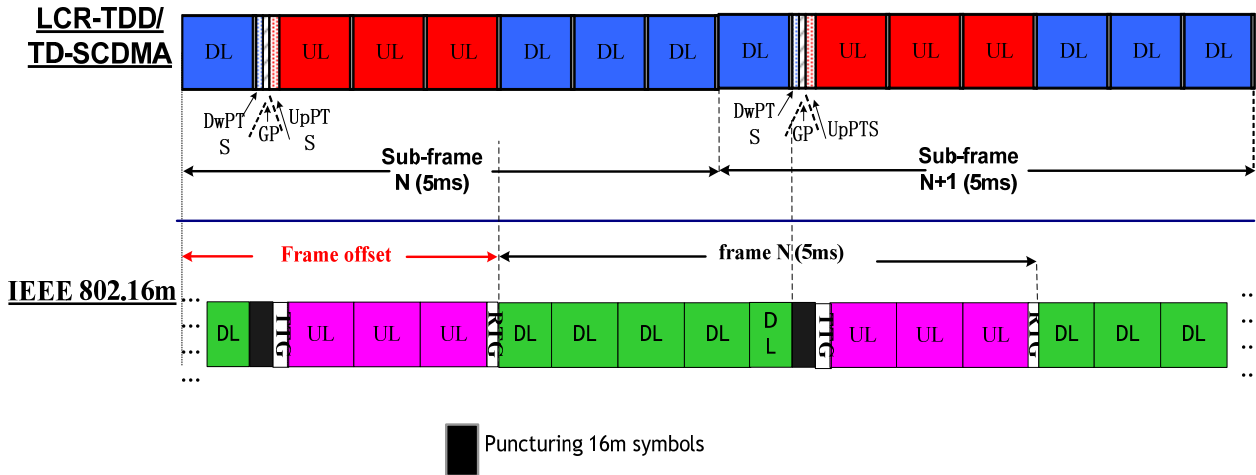 LCR-TDD/
TD-SCDMA
DL UL UL UL DL DL DL DL UL UL UL DL DL DL
DwPT
S
GP
UpPT
S
DwPT
S
GP
UpPTS
Sub-frame
N (5ms)
Sub-frame
N+1 (5ms)
Frame offset
frame N (5ms)
IEEE 802.16m
... DL TTG UL UL UL RTG DL DL DL DL D
L TTG UL UL UL RTG DL DL DL ..
...
...
...
..
..
..
Puncturing 16m symbols